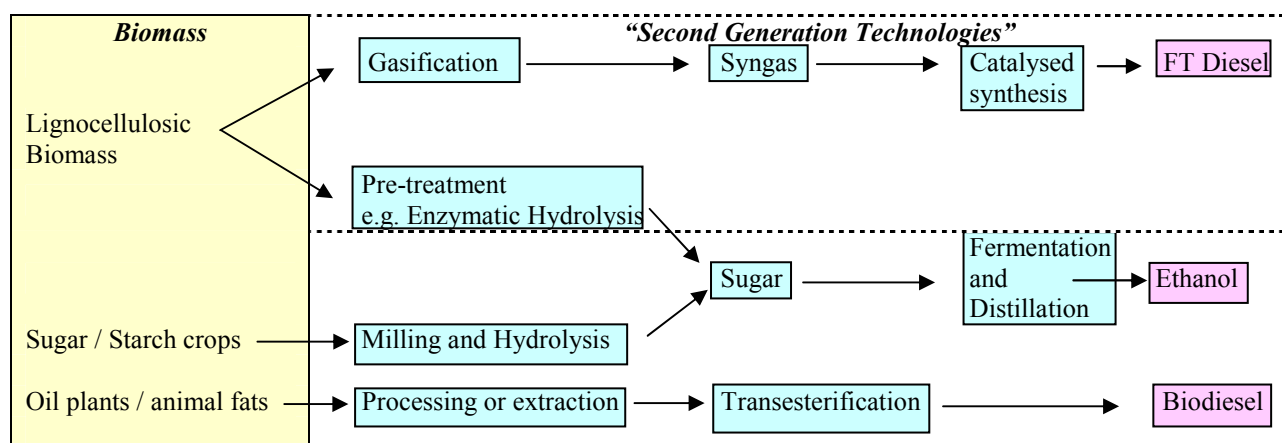 Biomass
“Second Generation Technologies”
Gasification
Syngas
Catalysed
synthesis
FT Diesel
Lignocellulosic
Biomass
Pre-treatment
e.g. Enzymatic Hydrolysis
Sugar
Fermentation
and
Distillation
Ethanol
Sugar / Starch crops
Milling and Hydrolysis
Oil plants / animal fats
Processing or extraction
Transesterification
Biodiesel